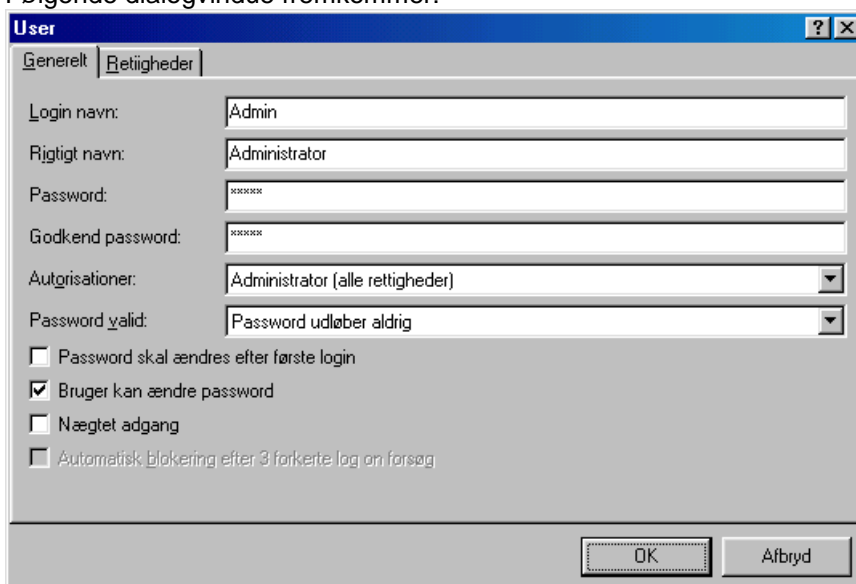 Følgende dialogvindue fremkommer:
User
Generelt Retiigheder
Login navn: Admin
Rigtigt navn: Administrator
Password: *****
Godkend password: *****
Autorisationer: Administrator (alle rettigheder)
Password valid: Password udløber aldrig
Password skal ændres efter første login
Bruger kan ændre password
Nægtet adgang
Automatisk blokering efter 3 forkerte log on forsøg
OK Afbryd